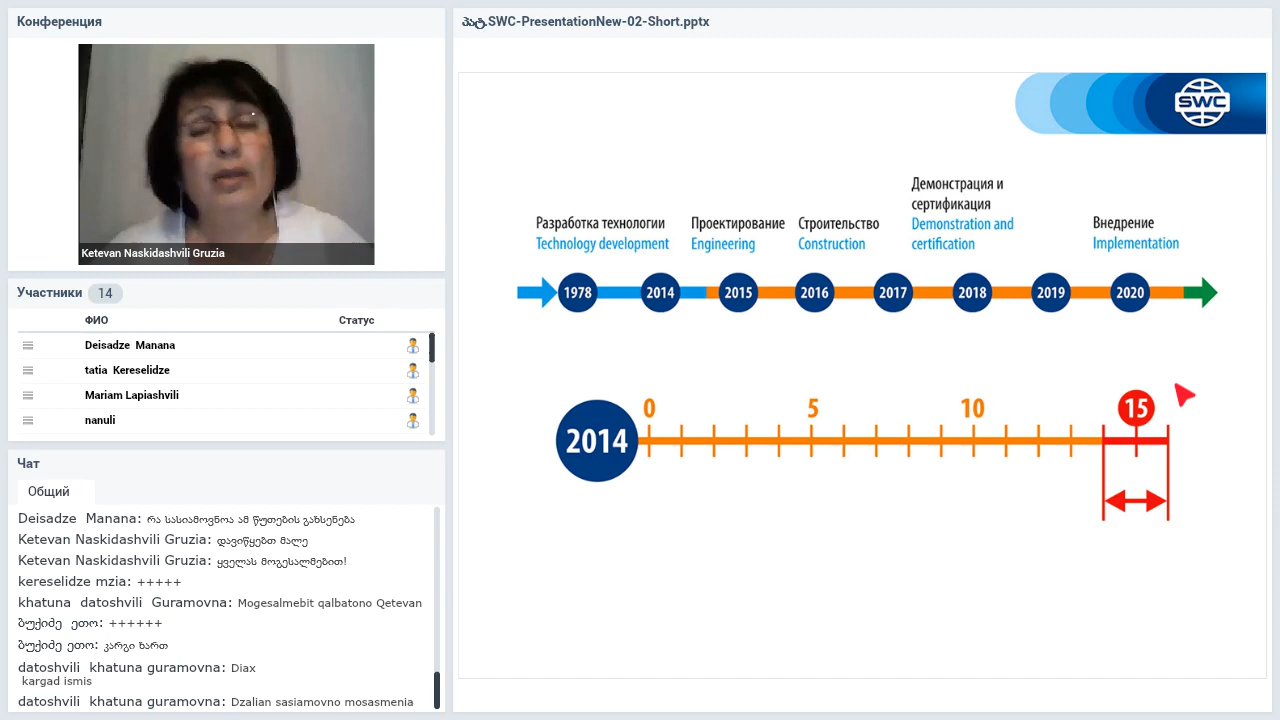 Конференция
Ketevan Naskidashvili Gruzia
Участники 14
ФИО Статус
Deisadze Manana
tatia Kereselidze
Mariam Lapiashvili
nanuli
Чат
Общий
Deisadze Manana: რა სასიამოვნოა ამ წუთების გახსენება
Ketevan Naskidashvili Gruzia: დავიწყებთ მალე
Ketevan Naskidashvili Gruzia: ყველას მოგესალმებით!
kereselidze mzia: +++++
khatuna datoshvili Guramovna: Mogesalmebit qalbatono Qetevan
ბუქიძე ეთო: ++++++
ბუქიძე ეთო: კარგი ხართ
datoshvili khatuna guramovna: Diax
kargad ismis
datoshvili khatuna guramovna: Dzalian sasiamovno mosasmenia
პატ.SWC-PresentationNew-02-Short.pptx
SWC
Разработка технологии
Technology development
Проектирование
Engineering
Строительство
Construction
Демонстрация и
сертификация
Demonstration and
certification
Внедрение
Implementation
1978 2014 2015 2016 2017 2018 2019 2020
2014 0 5 10 15